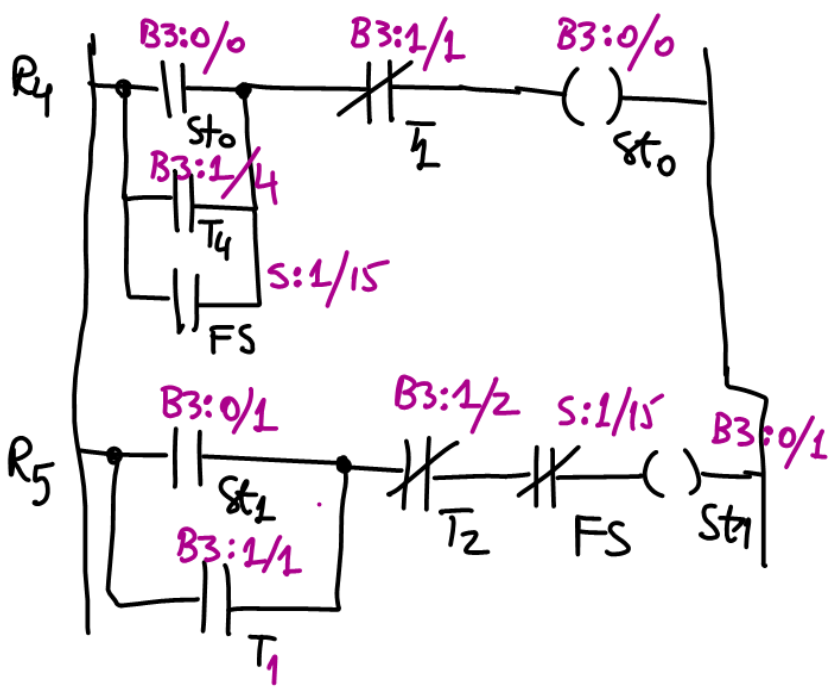 B3:0/0 B3:1/1 B3:0/0
R4
St0 T1 St0
B3:1/4
T4
S:1/15
FS
B3:0/1 B3:1/2 S:1/15 B3:0/1
R5
St1 T2 FS St1
B3:1/1
T1